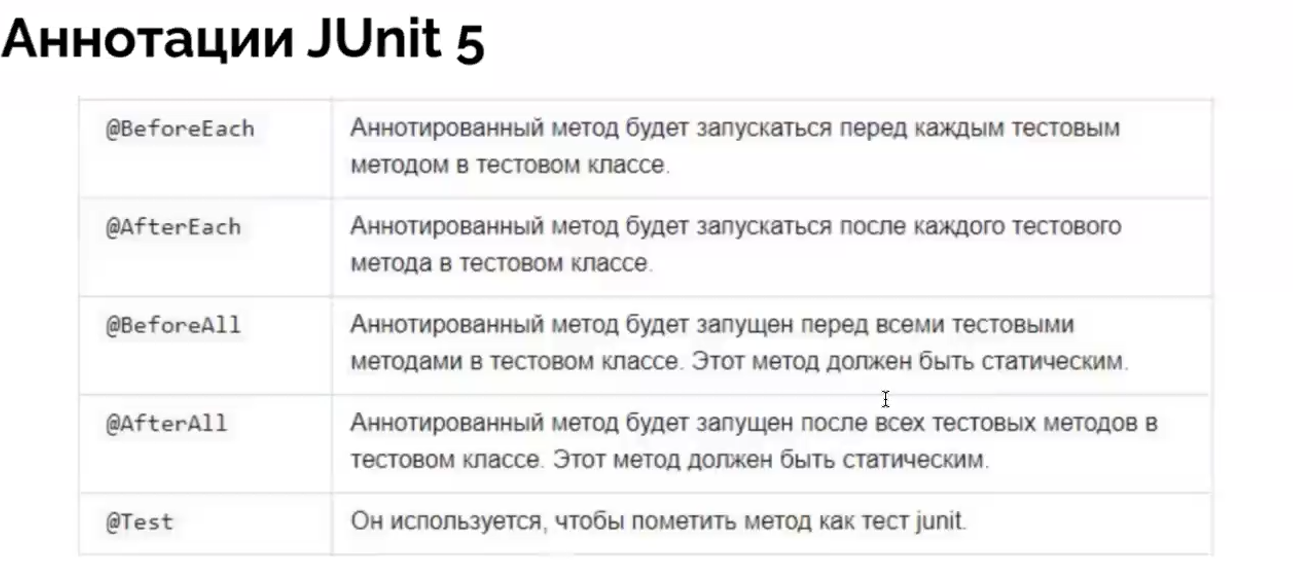 Аннотации JUnit 5
@BeforeEach
Аннотированный метод будет запускаться перед каждым тестовым
методом в тестовом классе.
@AfterEach
Аннотированный метод будет запускаться после каждого тестового
метода в тестовом классе.
@BeforeAll
Аннотированный метод будет запущен перед всеми тестовыми
методами в тестовом классе. Этот метод должен быть статическим.
@AfterAll
Аннотированный метод будет запущен после всех тестовых методов в
тестовом классе. Этот метод должен быть статическим.
@Test
Он используется, чтобы пометить метод как тест junit.